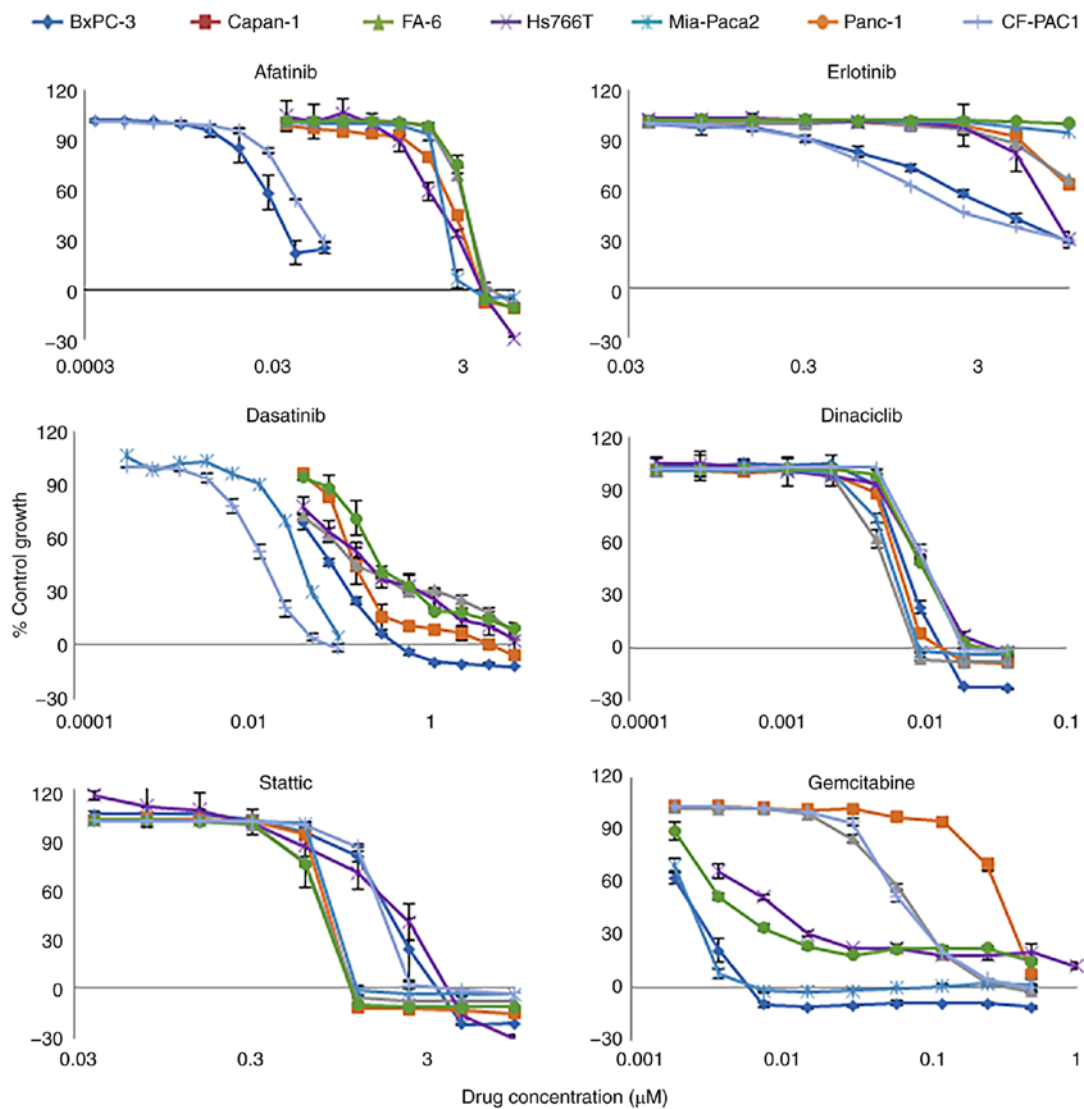 BxPC-3 Capan-1 FA-6 Hs766T Mia-Paca2 Panc-1 CF-PAC1
Afatinib
120
90
60
30
0
−30
0.0003 0.03 3
Erlotinib
120
90
60
30
0
−30
0.03 0.3 3
% Control growth
Dasatinib
120
90
60
30
0
−30
0.0001 0.01 1
Dinaciclib
120
90
60
30
0
−30
0.0001 0.001 0.01 0.1
Stattic
120
90
60
30
0
−30
0.03 0.3 3
Gemcitabine
120
90
60
30
0
−30
0.001 0.01 0.1 1
Drug concentration (µM)